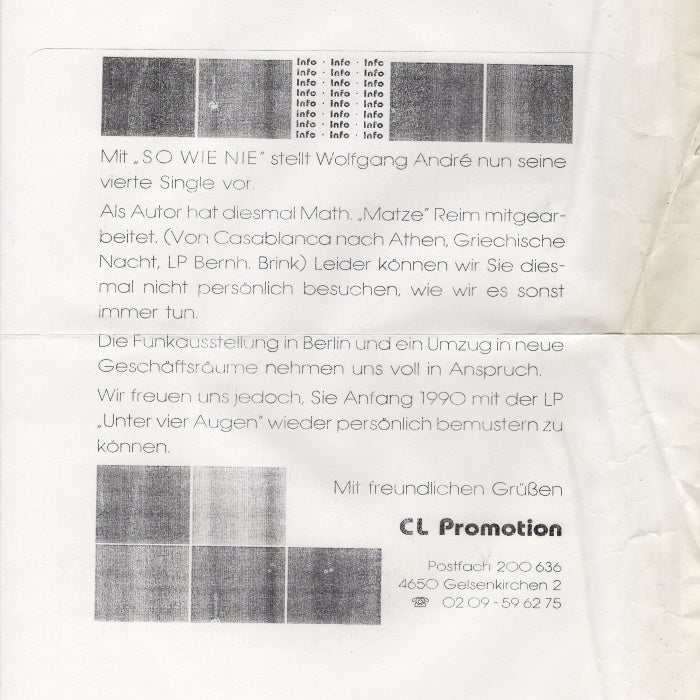 Info · Info · Info
Info · Info · Info
Info · Info · Info
Info · Info · Info
Info · Info · Info
Info · Info · Info
Info · Info · Info
Info · Info · Info
Mit „SO WIE NIE" stellt Wolfgang André nun seine
vierte Single vor.
Als Autor hat diesmal Math. „Matze" Reim mitgear-
beitet. (Von Casablanca nach Athen, Griechische
Nacht, LP Bernh. Brink) Leider können wir Sie dies-
mal nicht persönlich besuchen, wie wir es sonst
immer tun.
Die Funkausstellung in Berlin und ein Umzug in neue
Geschäftsräume nehmen uns voll in Anspruch.
Wir freuen uns jedoch, Sie Anfang 1990 mit der LP
„Unter vier Augen" wieder persönlich bemustern zu
können.
Mit freundlichen Grüßen
CL Promotion
Postfach 200 636
4650 Gelsenkirchen 2
☎ 02 09 - 59 62 75